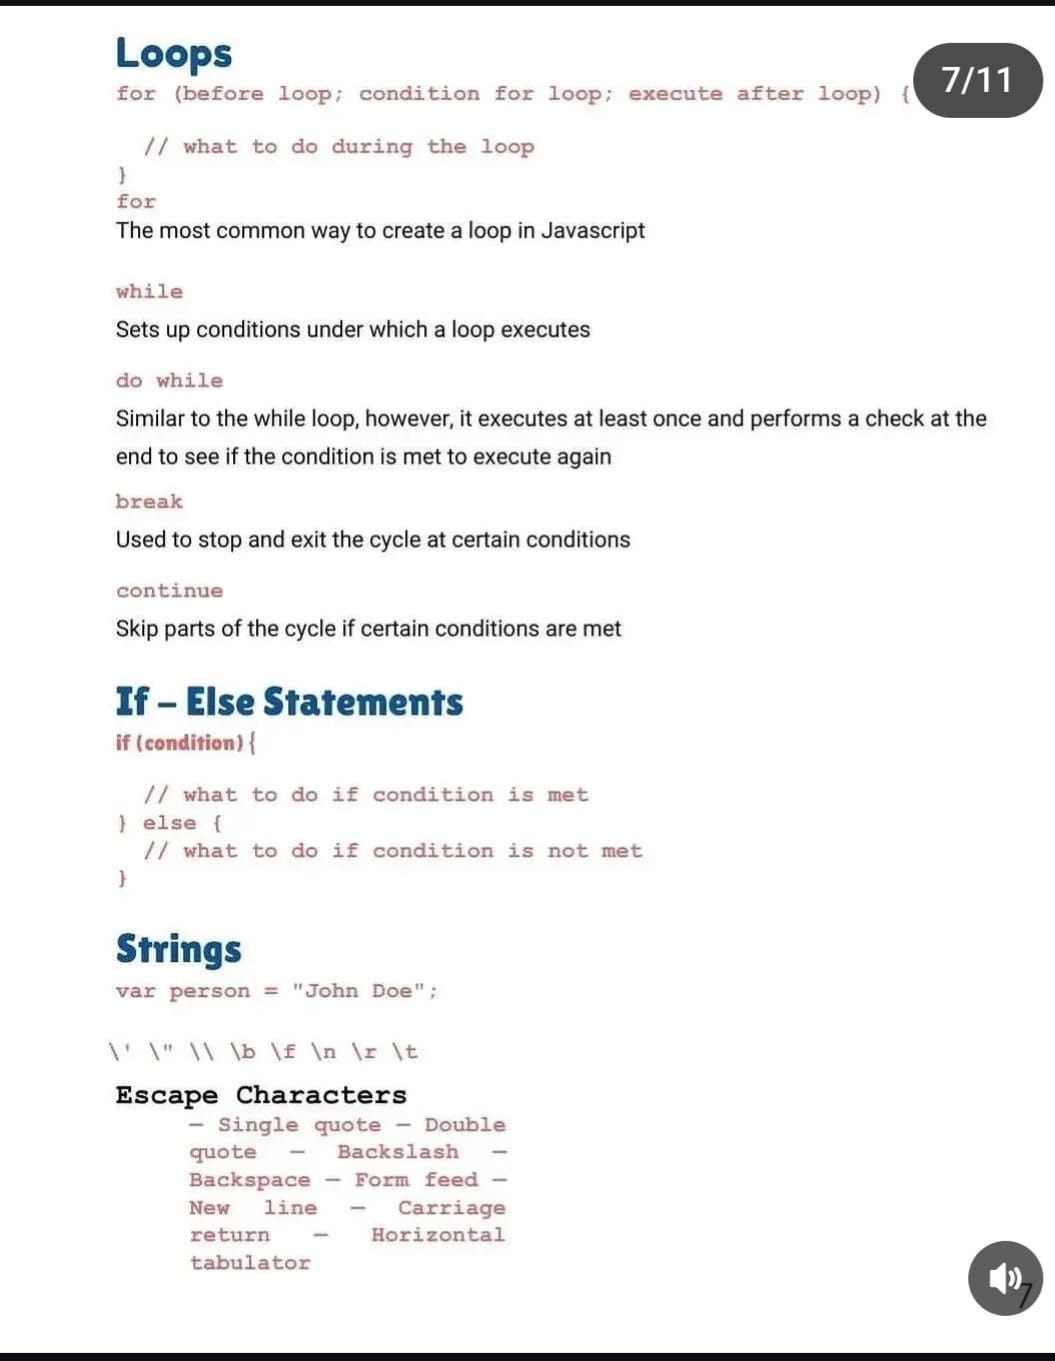 Loops
7/11
for (before loop; condition for loop; execute after loop) {
// what to do during the loop
}
for
The most common way to create a loop in Javascript
while
Sets up conditions under which a loop executes
do while
Similar to the while loop, however, it executes at least once and performs a check at the
end to see if the condition is met to execute again
break
Used to stop and exit the cycle at certain conditions
continue
Skip parts of the cycle if certain conditions are met
If – Else Statements
if (condition) {
// what to do if condition is met
} else {
// what to do if condition is not met
}
Strings
var person = "John Doe";
\' \" \\ \b \f \n \r \t
Escape Characters
— Single quote — Double
quote — Backslash —
Backspace — Form feed —
New line — Carriage
return — Horizontal
tabulator
7